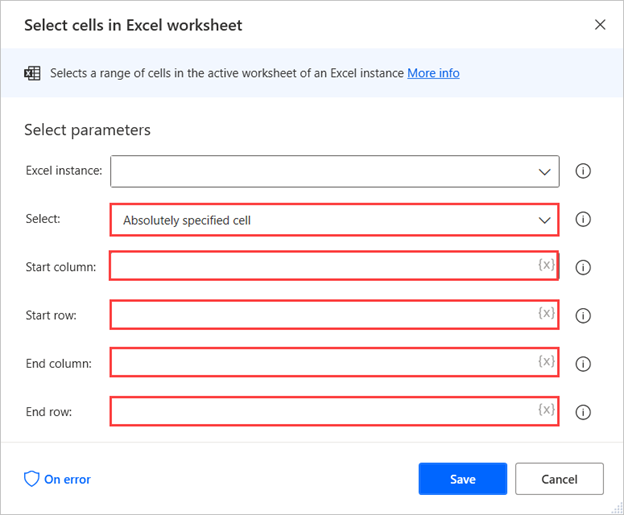 Select cells in Excel worksheet
Selects a range of cells in the active worksheet of an Excel instance More info
Select parameters
Excel instance:
Select: Absolutely specified cell
Start column: {x}
Start row: {x}
End column: {x}
End row: {x}
On error Save Cancel